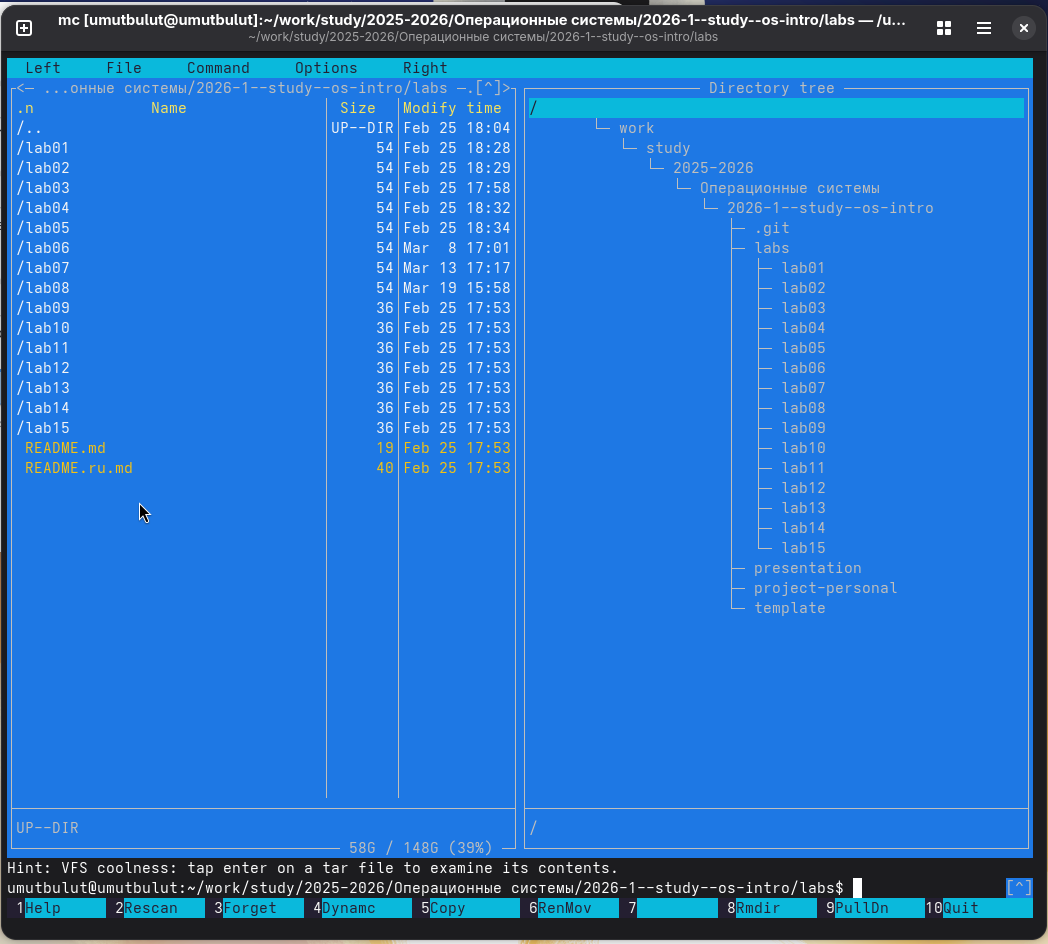 mc [umutbulut@umutbulut]:~/work/study/2025-2026/Операционные системы/2026-1--study--os-intro/labs — /u...
~/work/study/2025-2026/Операционные системы/2026-1--study--os-intro/labs
Left File Command Options Right
<— ...онные системы/2026-1--study--os-intro/labs —.[^]>
.n Name Size Modify time
/.. UP--DIR Feb 25 18:04
/lab01 54 Feb 25 18:28
/lab02 54 Feb 25 18:29
/lab03 54 Feb 25 17:58
/lab04 54 Feb 25 18:32
/lab05 54 Feb 25 18:34
/lab06 54 Mar  8 17:01
/lab07 54 Mar 13 17:17
/lab08 54 Mar 19 15:58
/lab09 36 Feb 25 17:53
/lab10 36 Feb 25 17:53
/lab11 36 Feb 25 17:53
/lab12 36 Feb 25 17:53
/lab13 36 Feb 25 17:53
/lab14 36 Feb 25 17:53
/lab15 36 Feb 25 17:53
README.md 19 Feb 25 17:53
README.ru.md 40 Feb 25 17:53
UP--DIR
58G / 148G (39%)
Directory tree
/
work
study
2025-2026
Операционные системы
2026-1--study--os-intro
.git
labs
lab01
lab02
lab03
lab04
lab05
lab06
lab07
lab08
lab09
lab10
lab11
lab12
lab13
lab14
lab15
presentation
project-personal
template
/
Hint: VFS coolness: tap enter on a tar file to examine its contents.
umutbulut@umutbulut:~/work/study/2025-2026/Операционные системы/2026-1--study--os-intro/labs$ [^]
1Help 2Rescan 3Forget 4Dynamc 5Copy 6RenMov 7 8Rmdir 9PullDn 10Quit